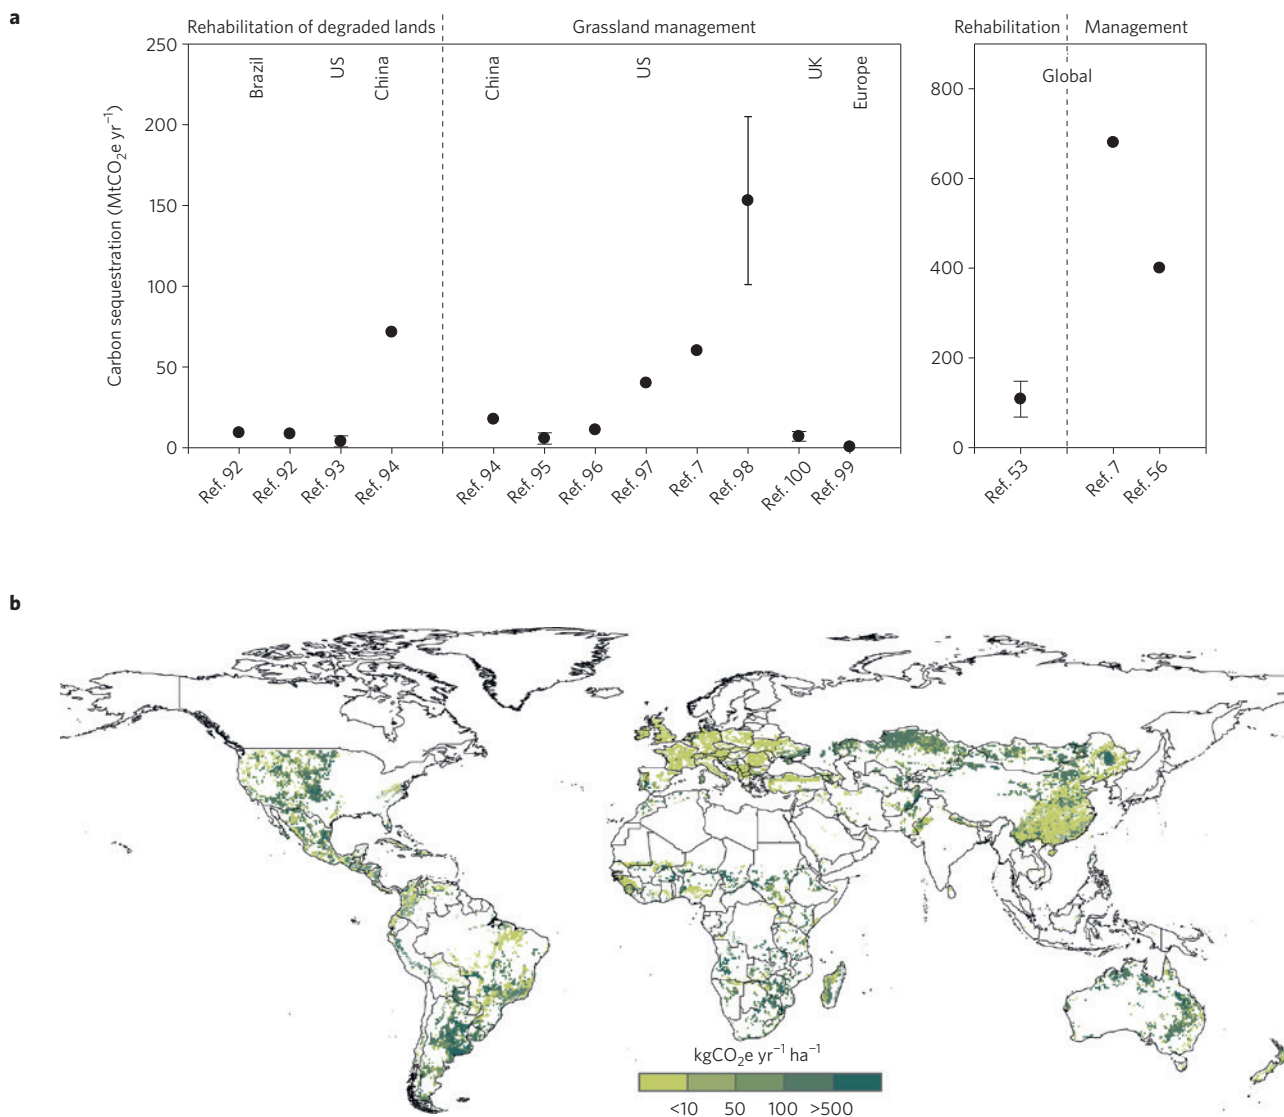 a
Rehabilitation of degraded lands
Grassland management
Rehabilitation
Management
250
200
150
100
50
0
Carbon sequestration (MtCO₂e yr⁻¹)
Brazil
US
China
China
US
UK
Europe
Ref. 92
Ref. 92
Ref. 93
Ref. 94
Ref. 94
Ref. 95
Ref. 96
Ref. 97
Ref. 7
Ref. 98
Ref. 100
Ref. 99
Global
800
600
400
200
0
Ref. 53
Ref. 7
Ref. 56
b
kgCO₂e yr⁻¹ ha⁻¹
<10 50 100 >500